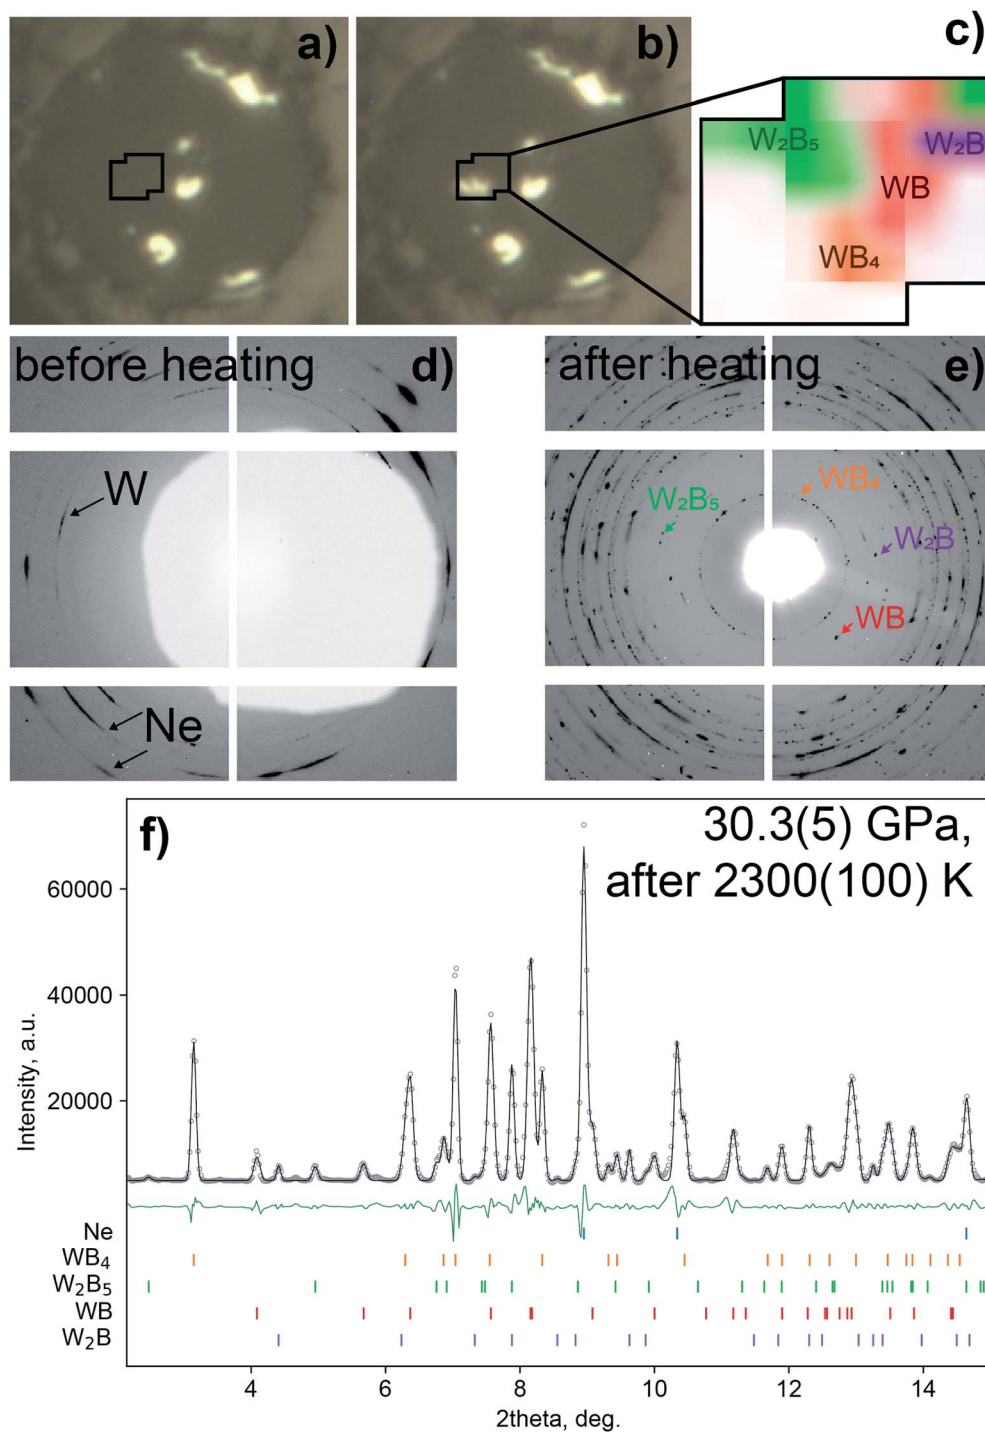 a)
b)
c)
W₂B₅
W₂B
WB
WB₄
before heating
d)
W
Ne
after heating
e)
WB₄
W₂B₅
W₂B
WB
f)
30.3(5) GPa,
after 2300(100) K
60000
40000
20000
Intensity, a.u.
Ne
WB₄
W₂B₅
WB
W₂B
4 6 8 10 12 14
2theta, deg.